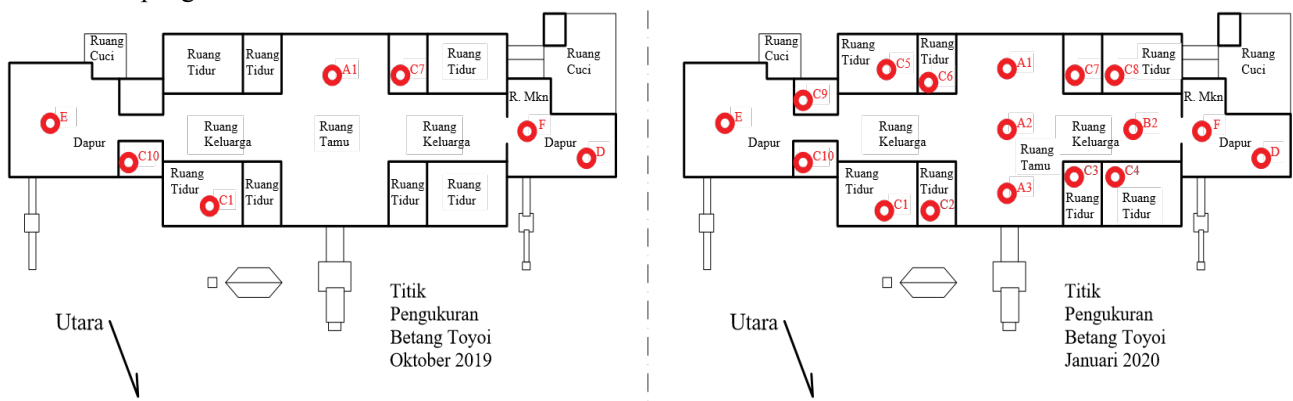 Ruang
Cuci
Ruang
Tidur
Ruang
Tidur
A1
C7
Ruang
Tidur
Ruang
Cuci
R. Mkn
E
Dapur
Ruang
Keluarga
Ruang
Tamu
Ruang
Keluarga
F
Dapur
D
C10
Ruang
Tidur
C1
Ruang
Tidur
Ruang
Tidur
Ruang
Tidur
Utara
Titik
Pengukuran
Betang Toyoi
Oktober 2019
Ruang
Cuci
Ruang
Tidur
C5
Ruang
Tidur
C6
A1
C7
C8
Ruang
Tidur
Ruang
Cuci
C9
R. Mkn
E
Dapur
Ruang
Keluarga
A2
Ruang
Tamu
Ruang
Keluarga
B2
F
Dapur
D
C10
Ruang
Tidur
C1
Ruang
Tidur
C2
A3
C3
Ruang
Tidur
C4
Ruang
Tidur
Utara
Titik
Pengukuran
Betang Toyoi
Januari 2020